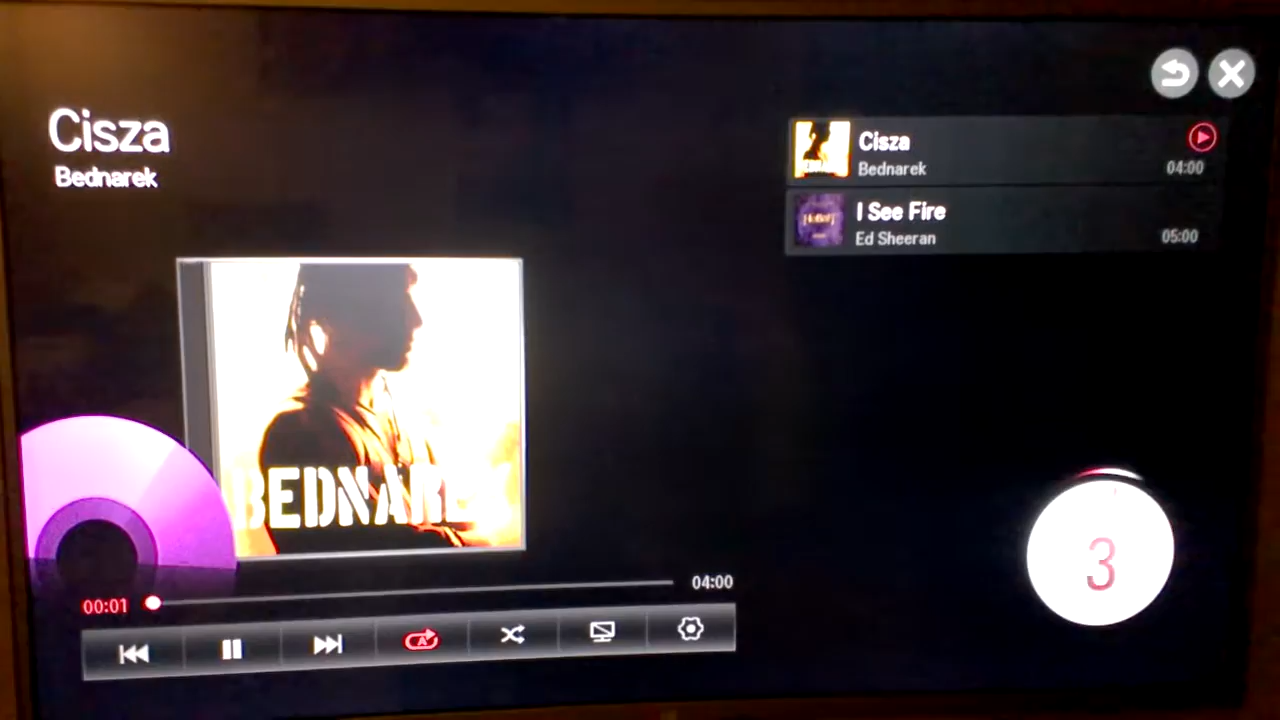 Cisza
Bednarek
Cisza
Bednarek
04:00
I See Fire
Ed Sheeran
05:00
BEDNAREK
3
00:01
04:00
A